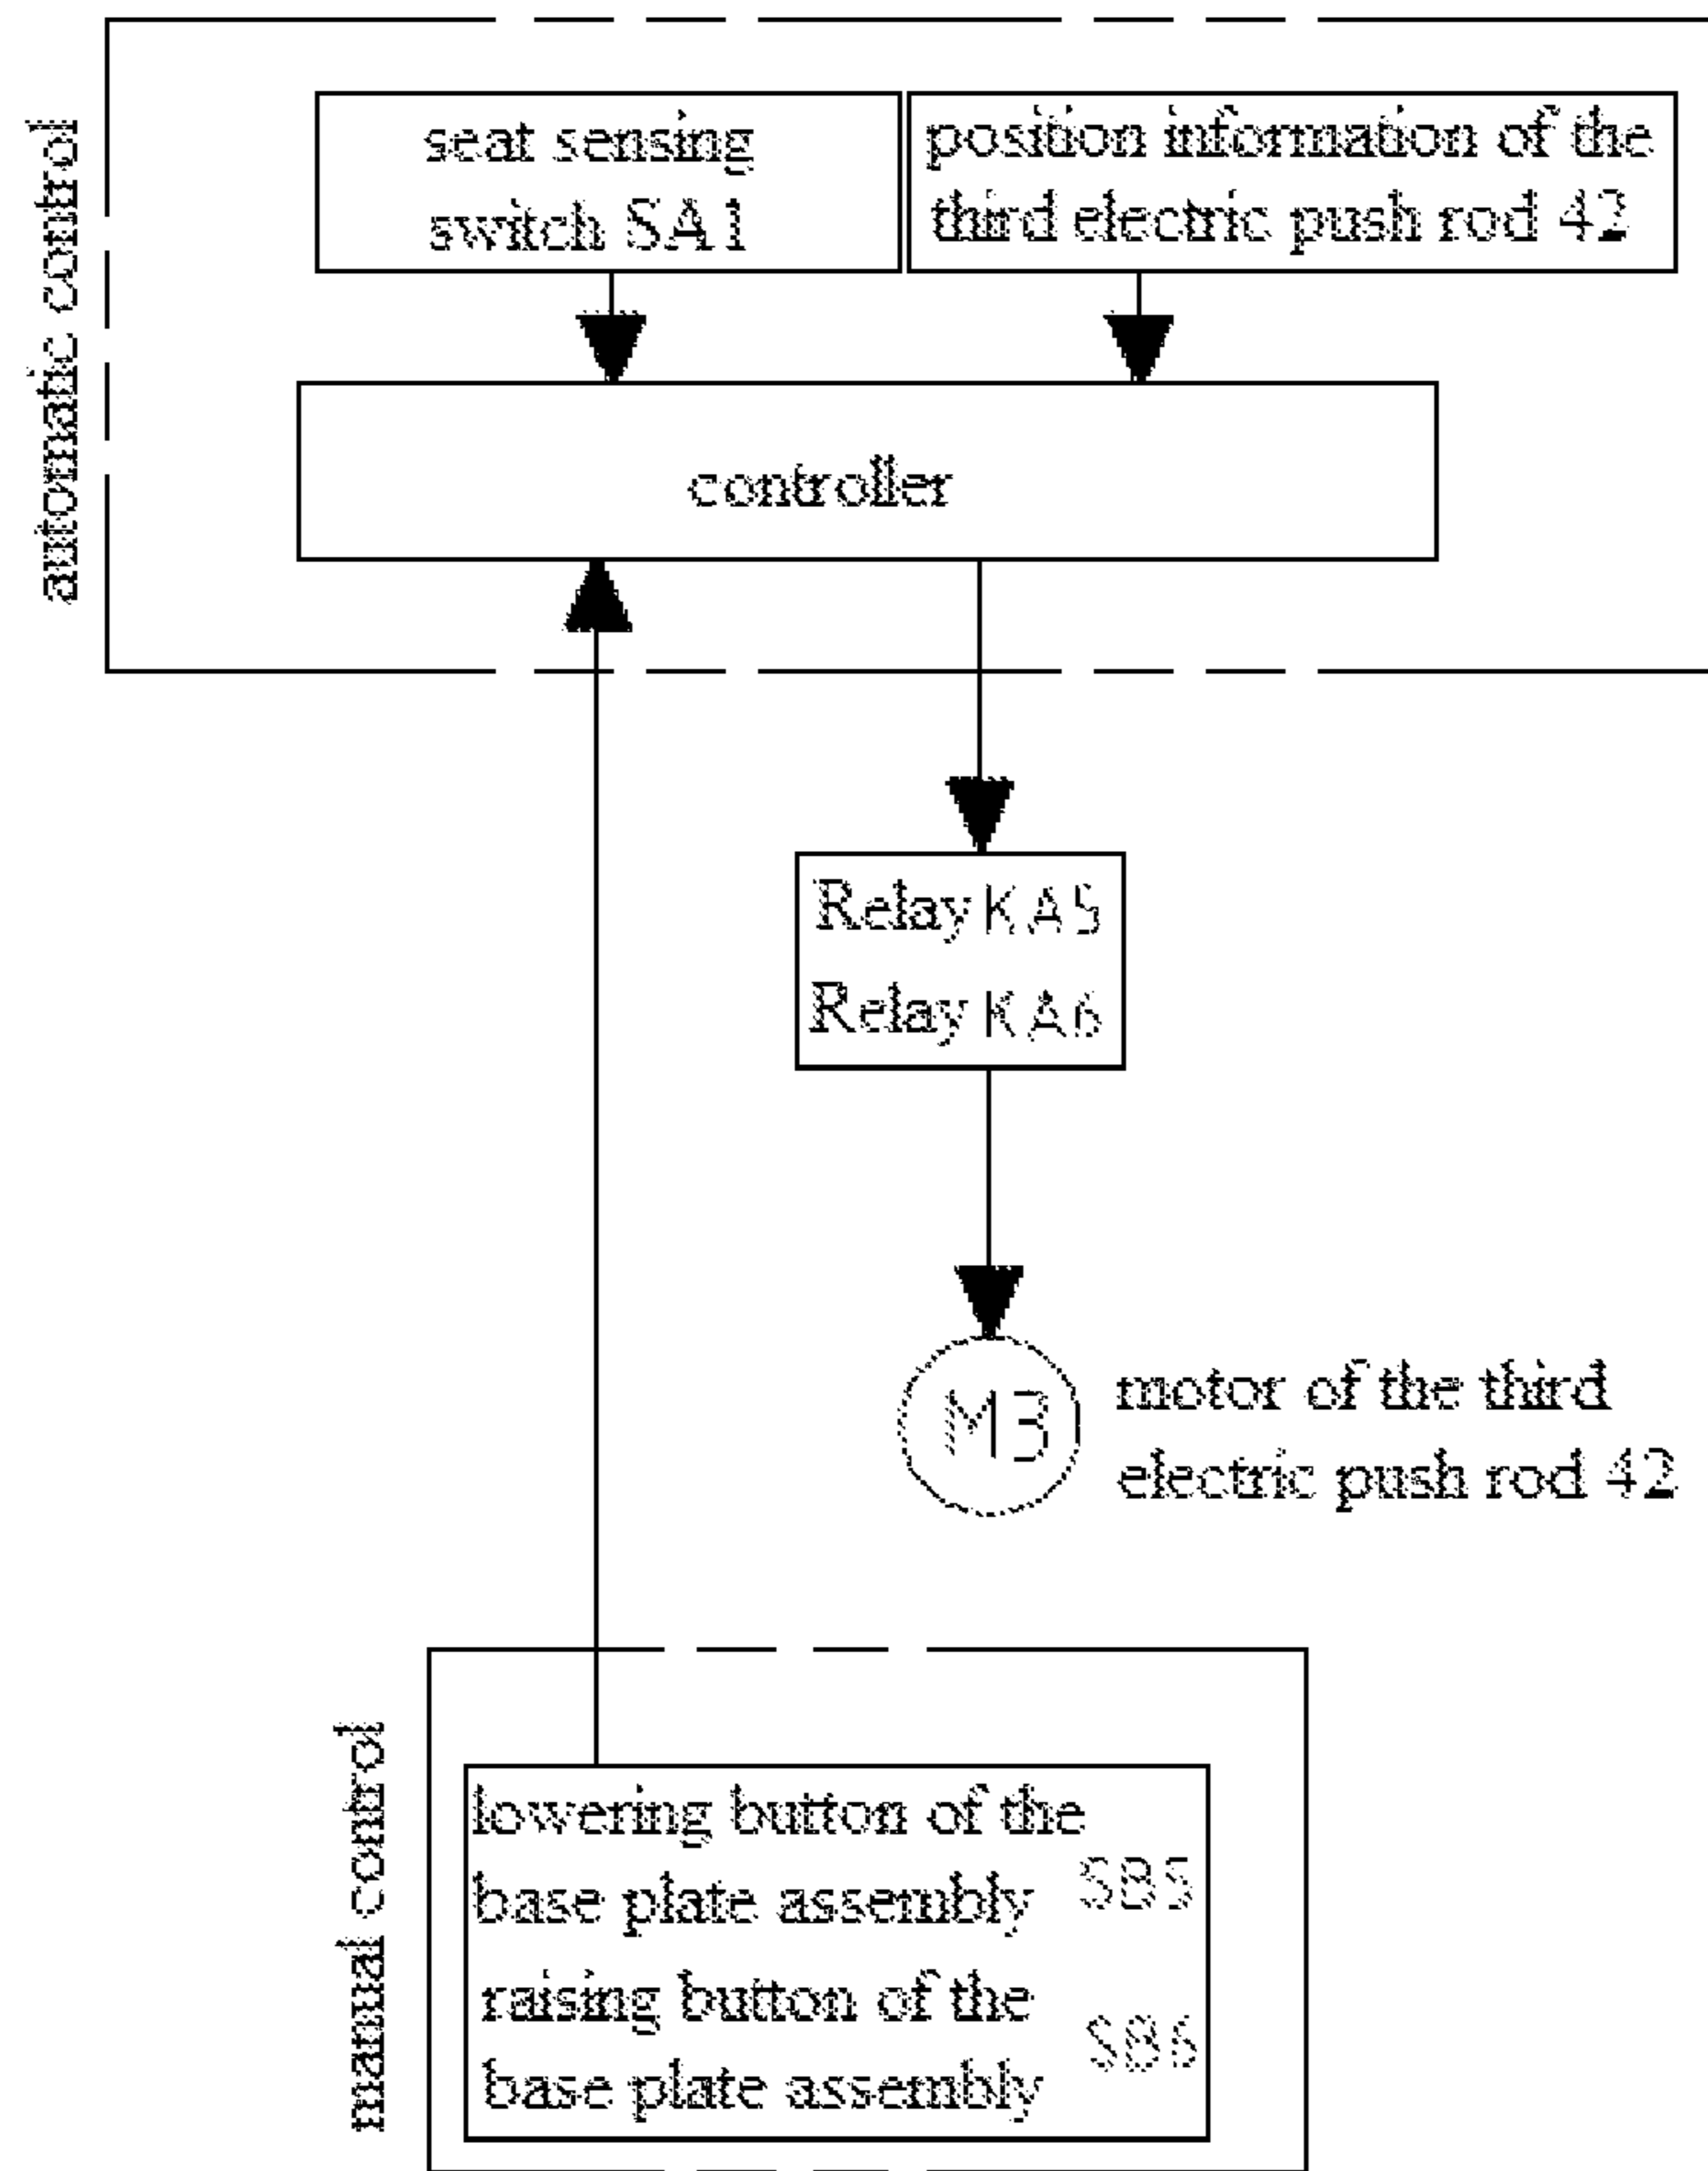 automatic control
seat sensing
switch SA1
position information of the
third electric push rod 42
controller
Relay KA5
Relay KA6
M3
motor of the third
electric push rod 42
manual control
lowering button of the
base plate assembly SB5
raising button of the
base plate assembly SB6